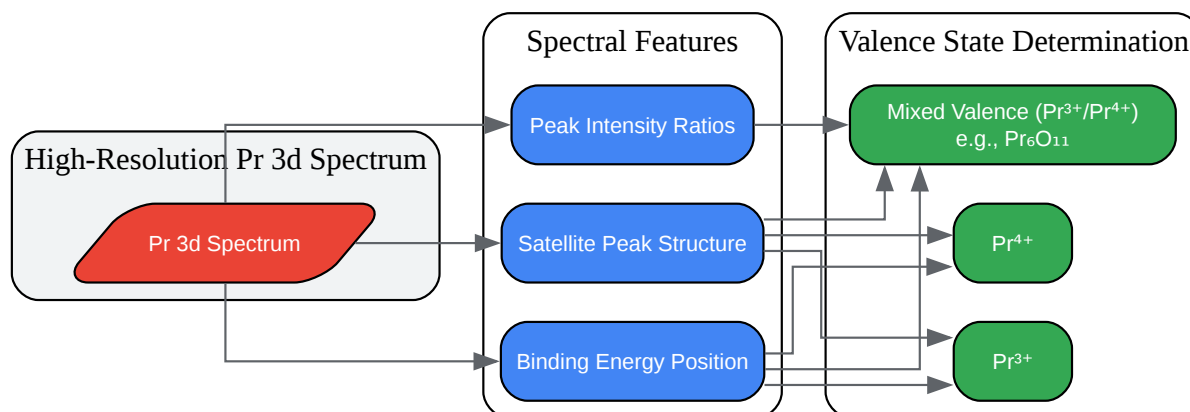 High-Resolution Pr 3d Spectrum
Pr 3d Spectrum
Spectral Features
Peak Intensity Ratios
Satellite Peak Structure
Binding Energy Position
Valence State Determination
Mixed Valence (Pr³⁺/Pr⁴⁺)
e.g., Pr₆O₁₁
Pr⁴⁺
Pr³⁺